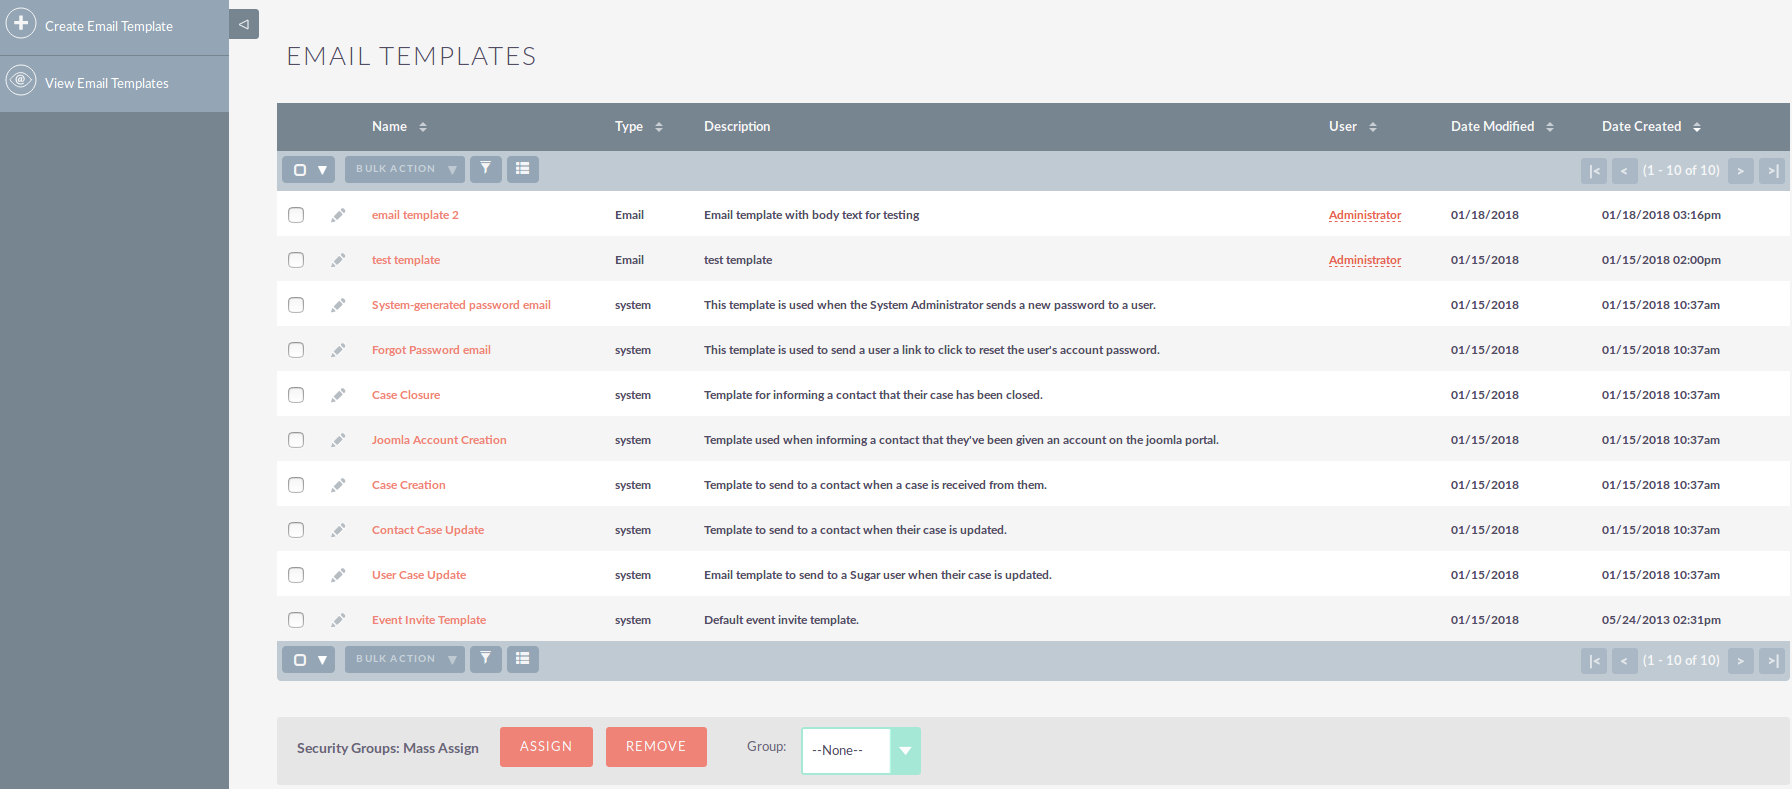 Create Email Template
View Email Templates
EMAIL TEMPLATES
Name Type Description User Date Modified Date Created
BULK ACTION (1 - 10 of 10)
email template 2 Email Email template with body text for testing Administrator 01/18/2018 01/18/2018 03:16pm
test template Email test template Administrator 01/15/2018 01/15/2018 02:00pm
System-generated password email system This template is used when the System Administrator sends a new password to a user. 01/15/2018 01/15/2018 10:37am
Forgot Password email system This template is used to send a user a link to click to reset the user's account password. 01/15/2018 01/15/2018 10:37am
Case Closure system Template for informing a contact that their case has been closed. 01/15/2018 01/15/2018 10:37am
Joomla Account Creation system Template used when informing a contact that they've been given an account on the joomla portal. 01/15/2018 01/15/2018 10:37am
Case Creation system Template to send to a contact when a case is received from them. 01/15/2018 01/15/2018 10:37am
Contact Case Update system Template to send to a contact when their case is updated. 01/15/2018 01/15/2018 10:37am
User Case Update system Email template to send to a Sugar user when their case is updated. 01/15/2018 01/15/2018 10:37am
Event Invite Template system Default event invite template. 01/15/2018 05/24/2013 02:31pm
BULK ACTION (1 - 10 of 10)
Security Groups: Mass Assign ASSIGN REMOVE Group: --None--